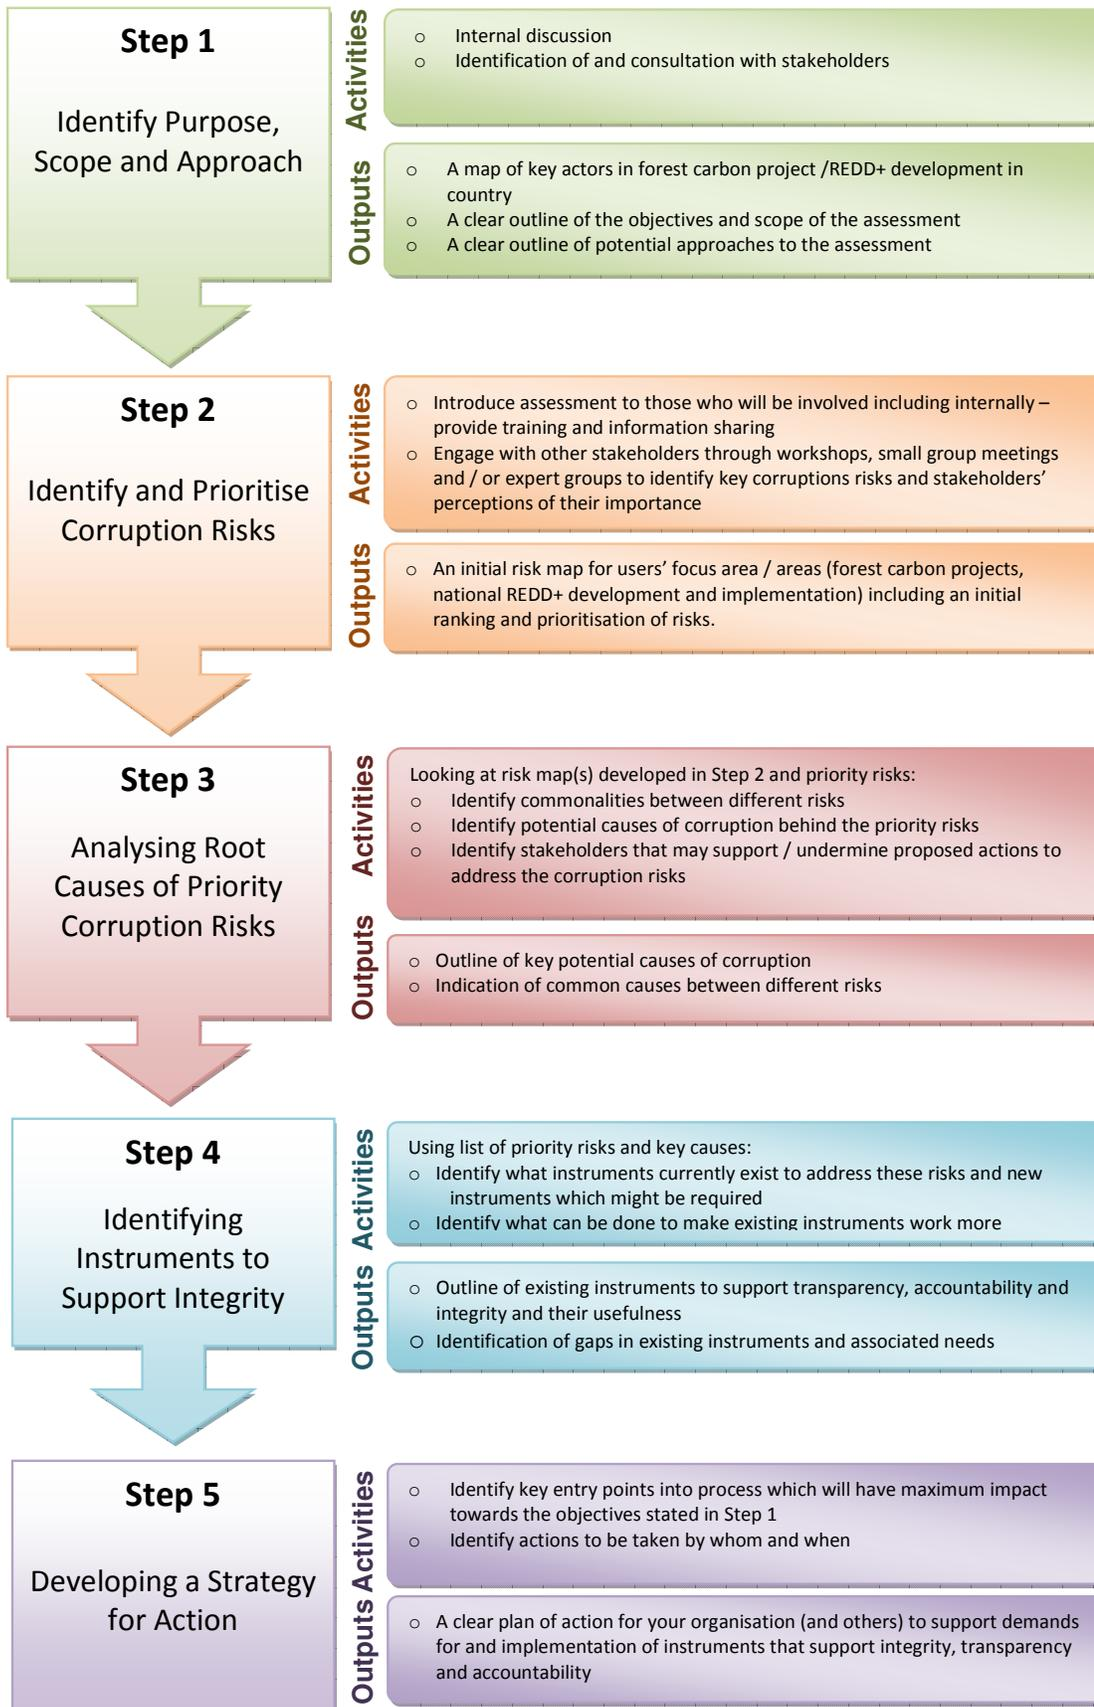 Step 1
Identify Purpose,
Scope and Approach
Activities
o Internal discussion
o Identification of and consultation with stakeholders
Outputs
o A map of key actors in forest carbon project /REDD+ development in
country
o A clear outline of the objectives and scope of the assessment
o A clear outline of potential approaches to the assessment
Step 2
Identify and Prioritise
Corruption Risks
Activities
o Introduce assessment to those who will be involved including internally –
provide training and information sharing
o Engage with other stakeholders through workshops, small group meetings
and / or expert groups to identify key corruptions risks and stakeholders'
perceptions of their importance
Outputs
o An initial risk map for users' focus area / areas (forest carbon projects,
national REDD+ development and implementation) including an initial
ranking and prioritisation of risks.
Step 3
Analysing Root
Causes of Priority
Corruption Risks
Activities
Looking at risk map(s) developed in Step 2 and priority risks:
o Identify commonalities between different risks
o Identify potential causes of corruption behind the priority risks
o Identify stakeholders that may support / undermine proposed actions to
address the corruption risks
Outputs
o Outline of key potential causes of corruption
o Indication of common causes between different risks
Step 4
Identifying
Instruments to
Support Integrity
Activities
Using list of priority risks and key causes:
o Identify what instruments currently exist to address these risks and new
instruments which might be required
o Identify what can be done to make existing instruments work more
Outputs
o Outline of existing instruments to support transparency, accountability and
integrity and their usefulness
o Identification of gaps in existing instruments and associated needs
Step 5
Developing a Strategy
for Action
Activities
o Identify key entry points into process which will have maximum impact
towards the objectives stated in Step 1
o Identify actions to be taken by whom and when
Outputs
o A clear plan of action for your organisation (and others) to support demands
for and implementation of instruments that support integrity, transparency
and accountability